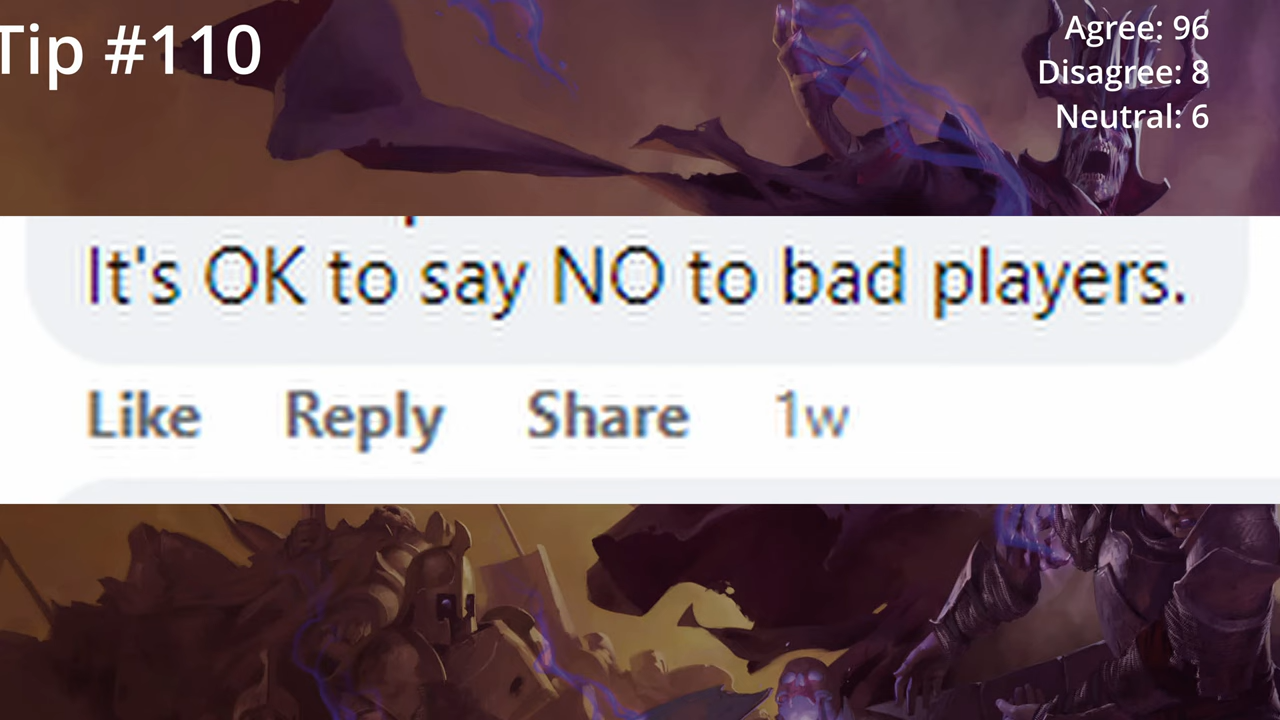 Tip #110
Agree: 96
Disagree: 8
Neutral: 6
It's OK to say NO to bad players.
Like Reply Share 1w